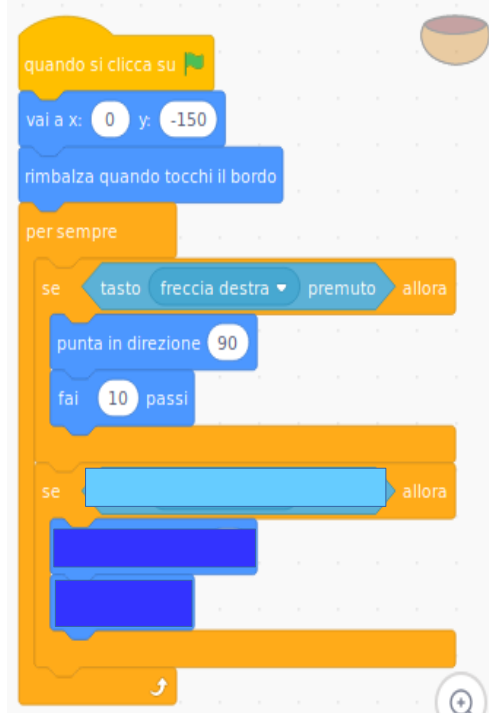 quando si clicca su
vai a x: 0 y: -150
rimbalza quando tocchi il bordo
per sempre
se tasto freccia destra premuto allora
punta in direzione 90
fai 10 passi
se allora